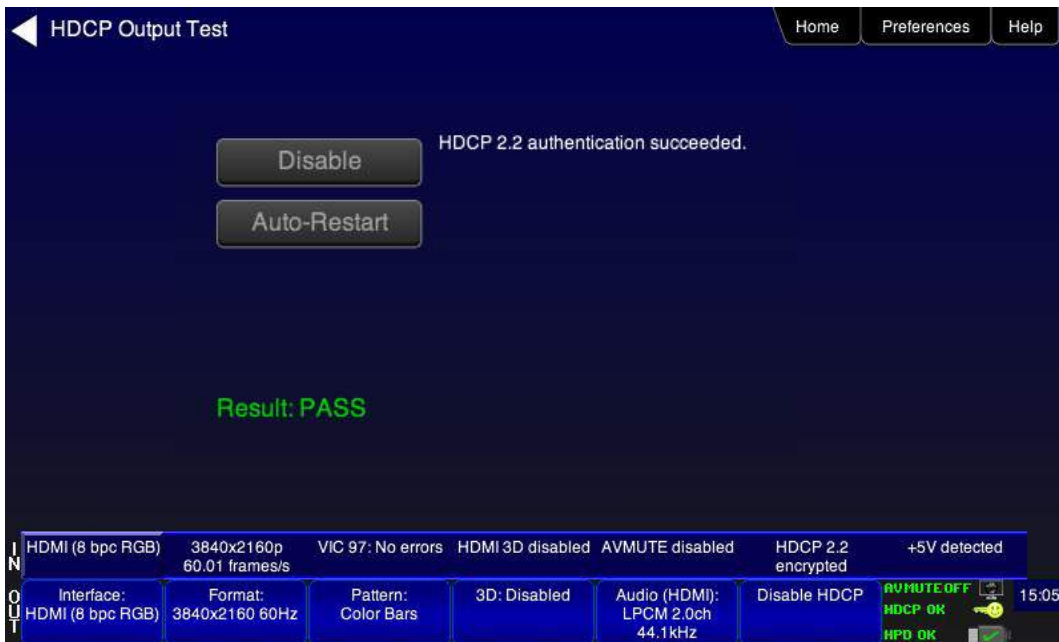 HDCP Output Test
Home
Preferences
Help
Disable
HDCP 2.2 authentication succeeded.
Auto-Restart
Result: PASS
IN
HDMI (8 bpc RGB)
3840x2160p
60.01 frames/s
VIC 97: No errors
HDMI 3D disabled
AVMUTE disabled
HDCP 2.2
encrypted
+5V detected
OUT
Interface:
HDMI (8 bpc RGB)
Format:
3840x2160 60Hz
Pattern:
Color Bars
3D: Disabled
Audio (HDMI):
LPCM 2.0ch
44.1kHz
Disable HDCP
AVMUTEOFF
HDCP OK
HPD OK
15:05